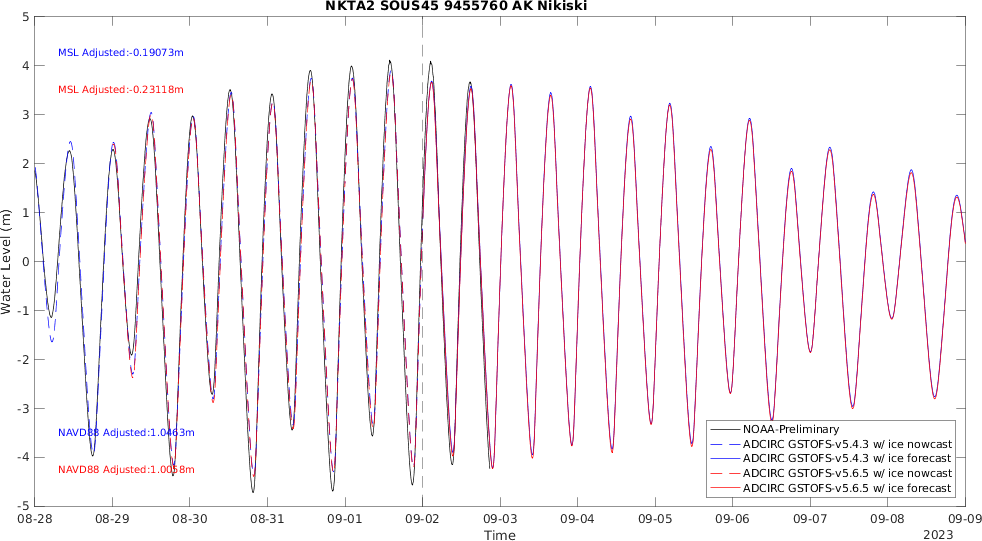 NKTA2 SOUS45 9455760 AK Nikiski
5
4
3
2
1
0
-1
-2
-3
-4
-5
Water Level (m)
MSL Adjusted:-0.19073m
MSL Adjusted:-0.23118m
NAVD88 Adjusted:1.0463m
NAVD88 Adjusted:1.0058m
NOAA-Preliminary
ADCIRC GSTOFS-v5.4.3 w/ ice nowcast
ADCIRC GSTOFS-v5.4.3 w/ ice forecast
ADCIRC GSTOFS-v5.6.5 w/ ice nowcast
ADCIRC GSTOFS-v5.6.5 w/ ice forecast
08-28 08-29 08-30 08-31 09-01 09-02 09-03 09-04 09-05 09-06 09-07 09-08 09-09
Time
2023